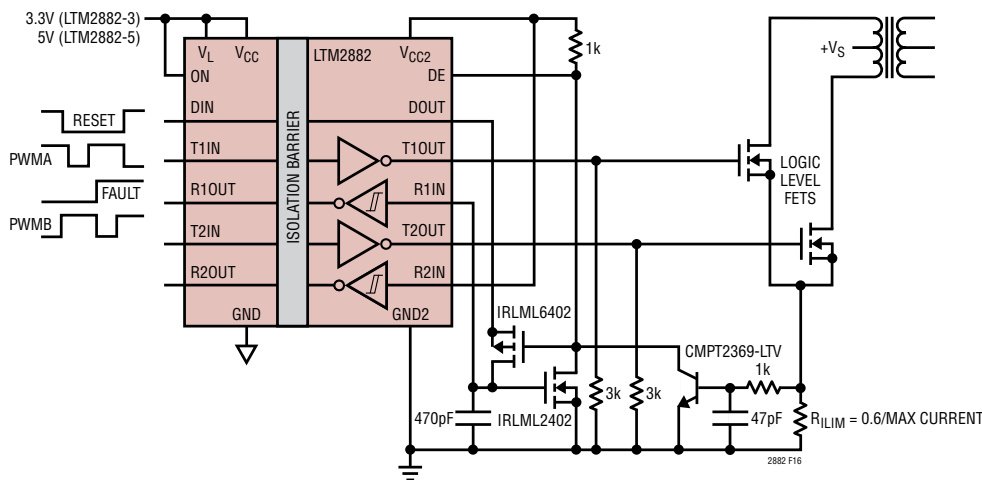 3.3V (LTM2882-3)
5V (LTM2882-5)
VL
VCC
LTM2882
VCC2
1k
+VS
ON
DE
DIN
DOUT
RESET
ISOLATION BARRIER
PWMA
T1IN
T1OUT
LOGIC
LEVEL
FETS
FAULT
R1OUT
R1IN
PWMB
T2IN
T2OUT
R2OUT
R2IN
GND
GND2
IRLML6402
CMPT2369-LTV
1k
470pF
IRLML2402
3k
3k
47pF
RILIM = 0.6/MAX CURRENT
2882 F16